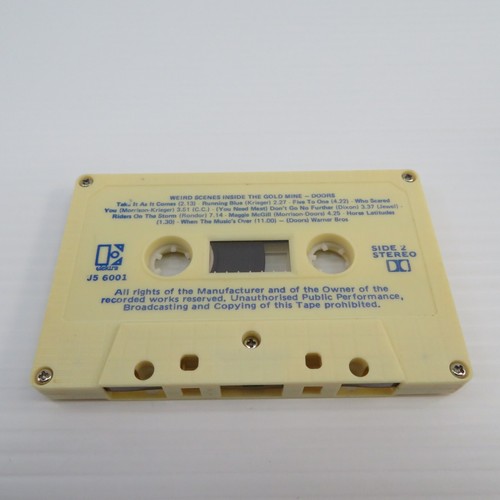 WEIRD SCENES INSIDE THE GOLD MINE — DOORS
Take It As It Comes (2.13) · Running Blue (Krieger) 2.27 · Five To One (4.22) · Who Scared
You (Morrison-Krieger) 3.51 (C.C.) · (You Need Meat) Don't Go No Further (Dixon) 3.37 (Jewel) ·
Riders On The Storm (Rondor) 7.14 · Maggie McGill (Morrison-Doors) 4.25 · Horse Latitudes
(1.30) · When The Music's Over (11.00) — (Doors) Warner Bros
SIDE 2
STEREO
JS 6001
All rights of the Manufacturer and of the Owner of the
recorded works reserved. Unauthorised Public Performance,
Broadcasting and Copying of this Tape prohibited.